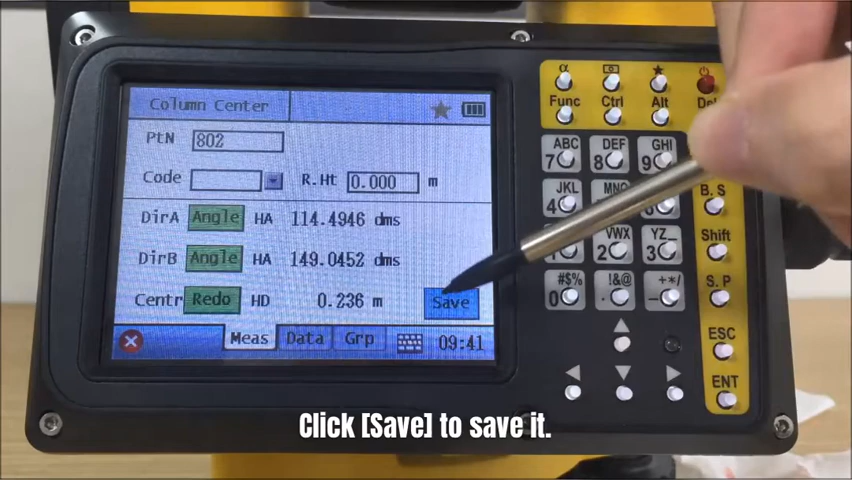 Column Center
PtN 802
Code R.Ht 0.000 m
DirA Angle HA 114.4946 dms
DirB Angle HA 149.0452 dms
Centr Redo HD 0.236 m
Save
Meas Data Grp 09:41
α
Func Ctrl Alt
ABC DEF GHI
7 8 9
B.S
JKL
4
VWX YZ_
2 3
Shift
#$% !&@ +*/
0 . –
S.P
ESC
ENT
Click [Save] to save it.